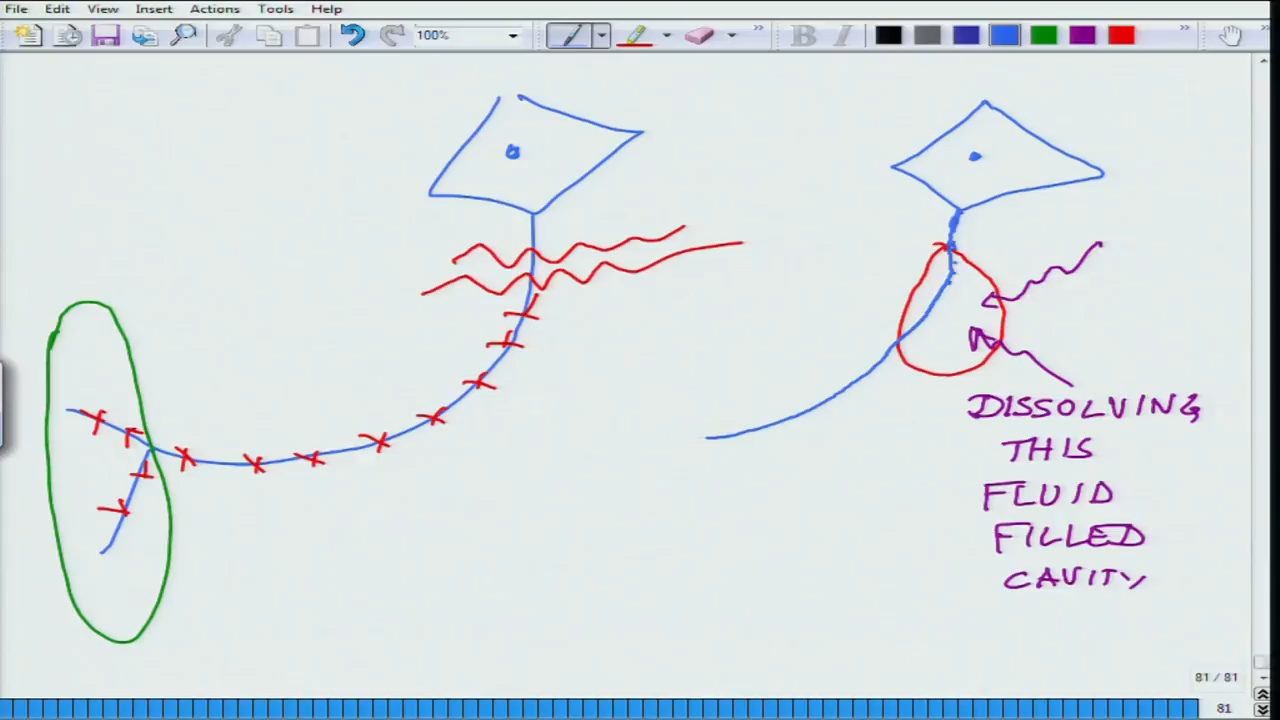 File Edit View Insert Actions Tools Help
100%
B I
DISSOLVING
THIS
FLUID
FILLED
CAVITY
81 / 81
81